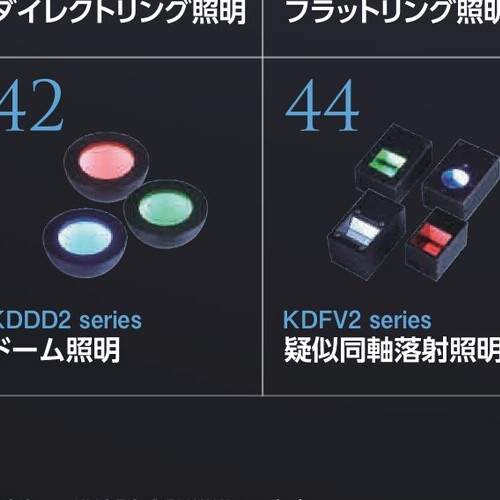 ダイレクトリング照明
フラットリング照明
42
44
KDDD2 series
ドーム照明
KDFV2 series
疑似同軸落射照明